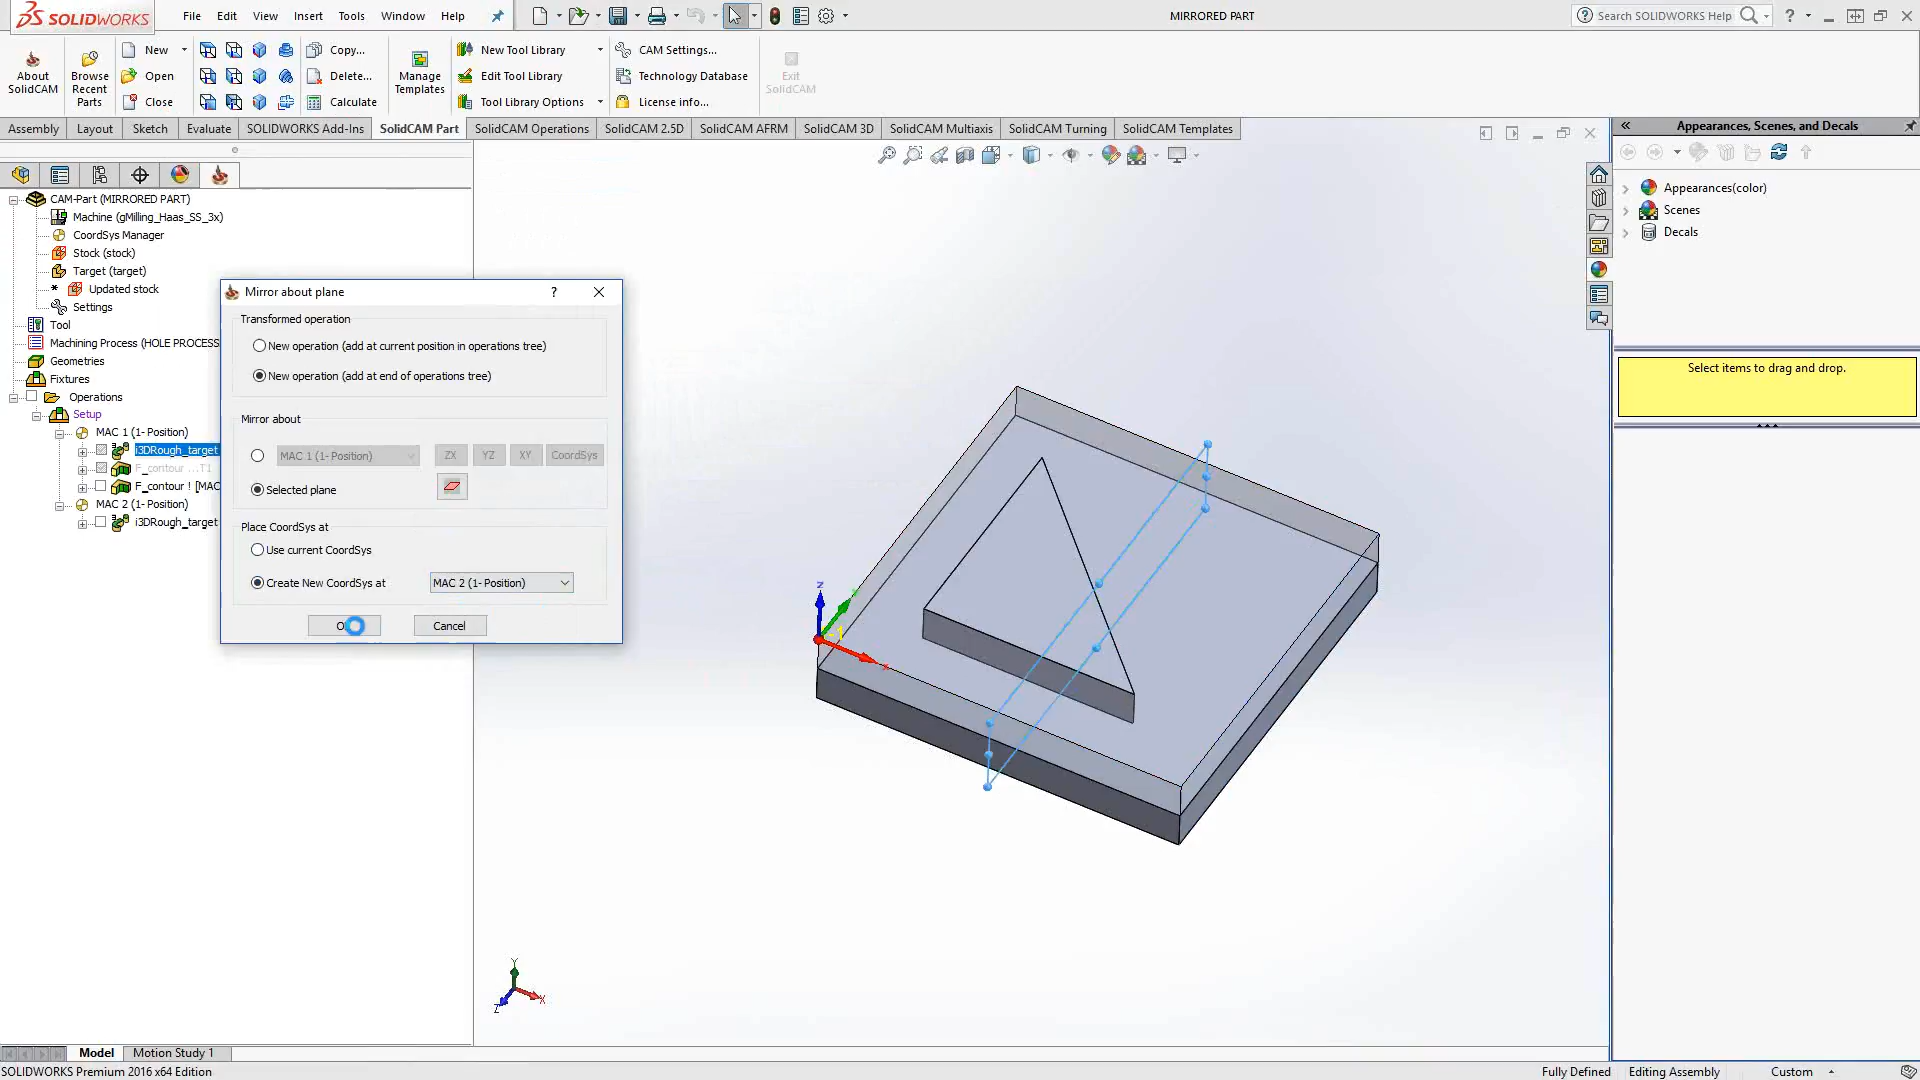 SOLIDWORKS
File Edit View Insert Tools Window Help
MIRRORED PART
Search SOLIDWORKS Help
About SolidCAM
Browse Recent Parts
New
Open
Close
Copy...
Delete...
Calculate
Manage Templates
New Tool Library
Edit Tool Library
Tool Library Options
CAM Settings...
Technology Database
License info...
Exit SolidCAM
Assembly Layout Sketch Evaluate SOLIDWORKS Add-Ins SolidCAM Part SolidCAM Operations SolidCAM 2.5D SolidCAM AFRM SolidCAM 3D SolidCAM Multiaxis SolidCAM Turning SolidCAM Templates
Appearances, Scenes, and Decals
Appearances(color)
Scenes
Decals
Select items to drag and drop.
CAM-Part (MIRRORED PART)
Machine (gMilling_Haas_SS_3x)
CoordSys Manager
Stock (stock)
Target (target)
* Updated stock
Settings
Tool
Machining Process (HOLE PROCESS
Geometries
Fixtures
Operations
Setup
MAC 1 (1- Position)
i3DRough_target
F_contour ...T1
F_contour ! [MAC
MAC 2 (1- Position)
i3DRough_target
Mirror about plane
?
Transformed operation
New operation (add at current position in operations tree)
New operation (add at end of operations tree)
Mirror about
MAC 1 (1- Position) ZX YZ XY CoordSys
Selected plane
Place CoordSys at
Use current CoordSys
Create New CoordSys at MAC 2 (1- Position)
O
Cancel
Z
Y
X
Z
Model Motion Study 1
SOLIDWORKS Premium 2016 x64 Edition
Fully Defined Editing Assembly Custom